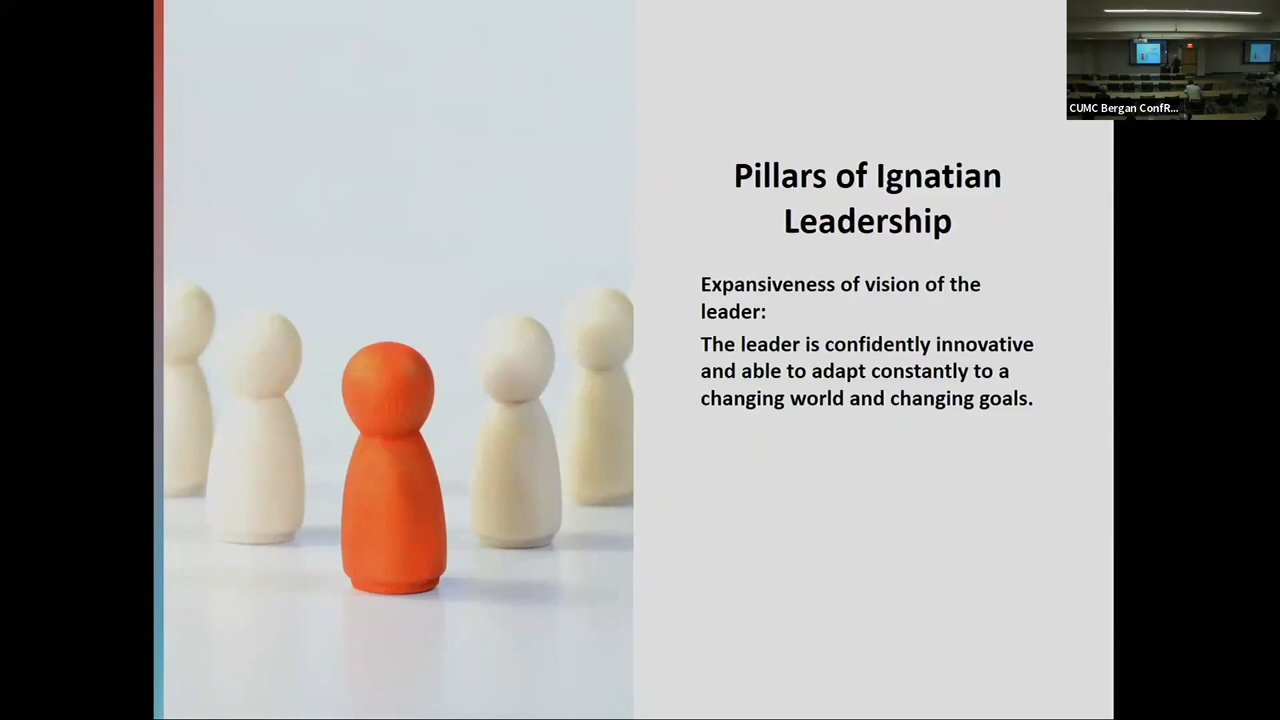 CUMC Bergan ConfR...
Pillars of Ignatian
Leadership
Expansiveness of vision of the
leader:
The leader is confidently innovative
and able to adapt constantly to a
changing world and changing goals.